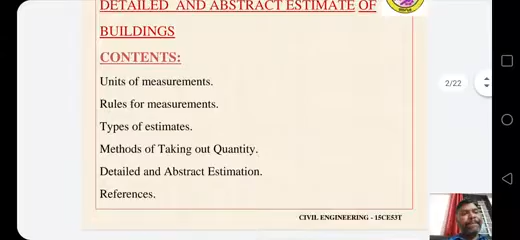 DETAILED AND ABSTRACT ESTIMATE OF
BUILDINGS
CONTENTS:
Units of measurements.
Rules for measurements.
Types of estimates.
Methods of Taking out Quantity.
Detailed and Abstract Estimation.
References.
CIVIL ENGINEERING - 15CE53T
2/22